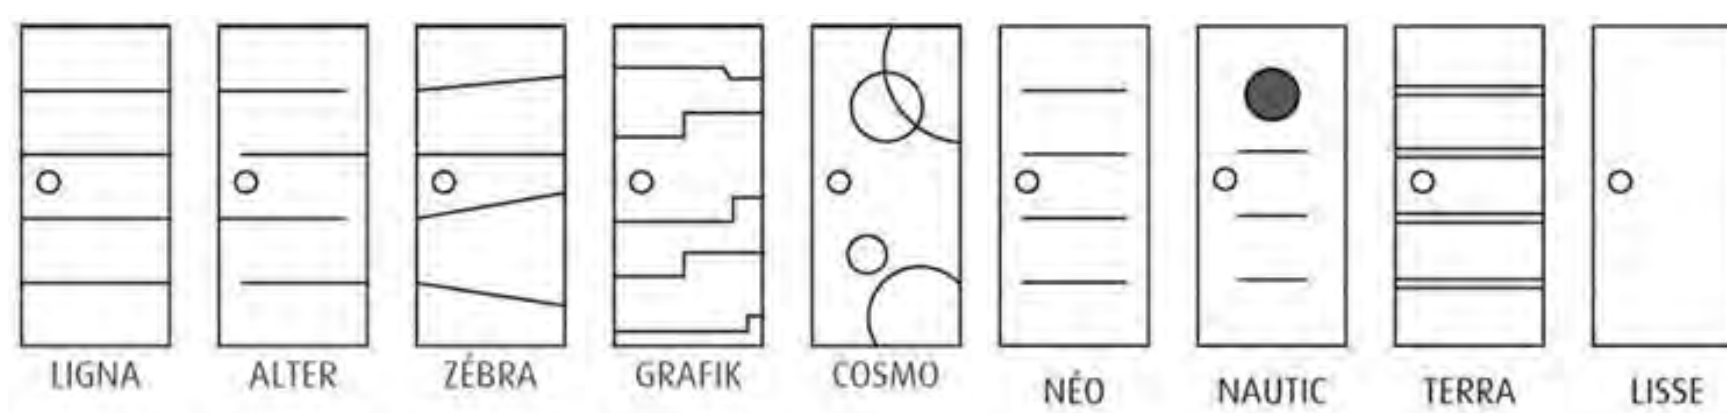 LIGNA
ALTER
ZÉBRA
GRAFIK
COSMO
NÉO
NAUTIC
TERRA
LISSE